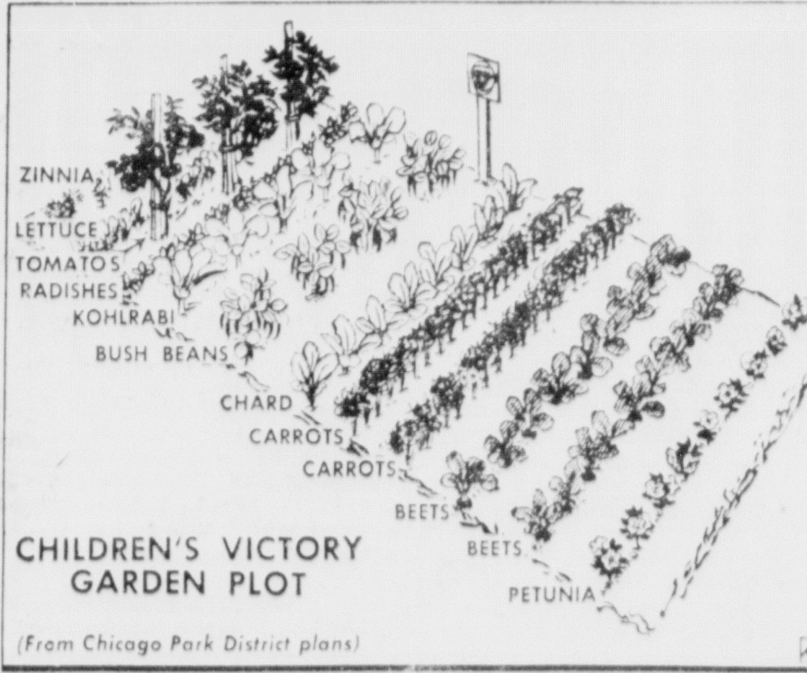 ZINNIA
LETTUCE
TOMATO'S
RADISHES
KOHLRABI
BUSH BEANS
CHARD
CARROTS
CARROTS
BEETS
BEETS
PETUNIA
CHILDREN'S VICTORY
GARDEN PLOT
(From Chicago Park District plans)